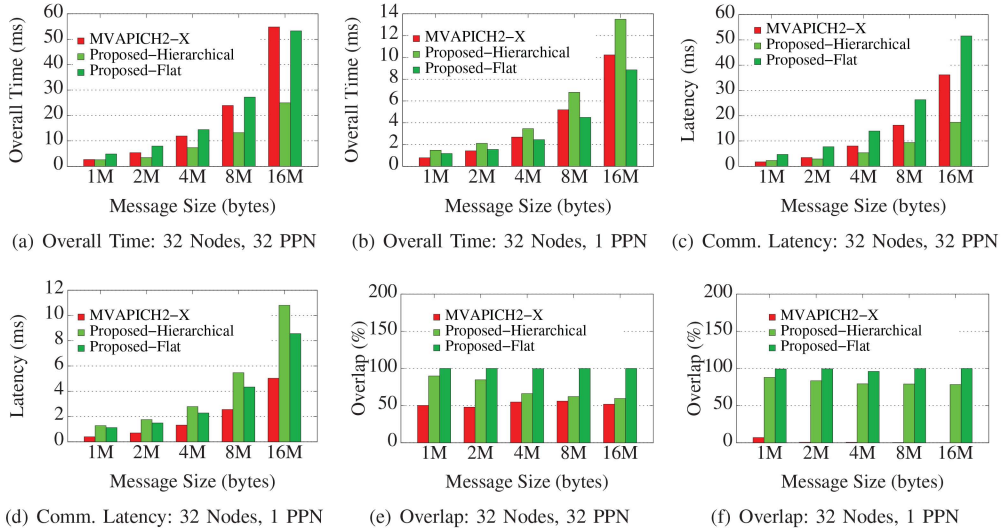 Overall Time (ms)
60
50
40
30
20
10
0
MVAPICH2-X
Proposed-Hierarchical
Proposed-Flat
1M 2M 4M 8M 16M
Message Size (bytes)
(a) Overall Time: 32 Nodes, 32 PPN
Overall Time (ms)
14
12
10
8
6
4
2
0
MVAPICH2-X
Proposed-Hierarchical
Proposed-Flat
1M 2M 4M 8M 16M
Message Size (bytes)
(b) Overall Time: 32 Nodes, 1 PPN
Latency (ms)
60
50
40
30
20
10
0
MVAPICH2-X
Proposed-Hierarchical
Proposed-Flat
1M 2M 4M 8M 16M
Message Size (bytes)
(c) Comm. Latency: 32 Nodes, 32 PPN
Latency (ms)
12
10
8
6
4
2
0
MVAPICH2-X
Proposed-Hierarchical
Proposed-Flat
1M 2M 4M 8M 16M
Message Size (bytes)
(d) Comm. Latency: 32 Nodes, 1 PPN
Overlap (%)
200
150
100
50
0
MVAPICH2-X
Proposed-Hierarchical
Proposed-Flat
1M 2M 4M 8M 16M
Message Size (bytes)
(e) Overlap: 32 Nodes, 32 PPN
Overlap (%)
200
150
100
50
0
MVAPICH2-X
Proposed-Hierarchical
Proposed-Flat
1M 2M 4M 8M 16M
Message Size (bytes)
(f) Overlap: 32 Nodes, 1 PPN